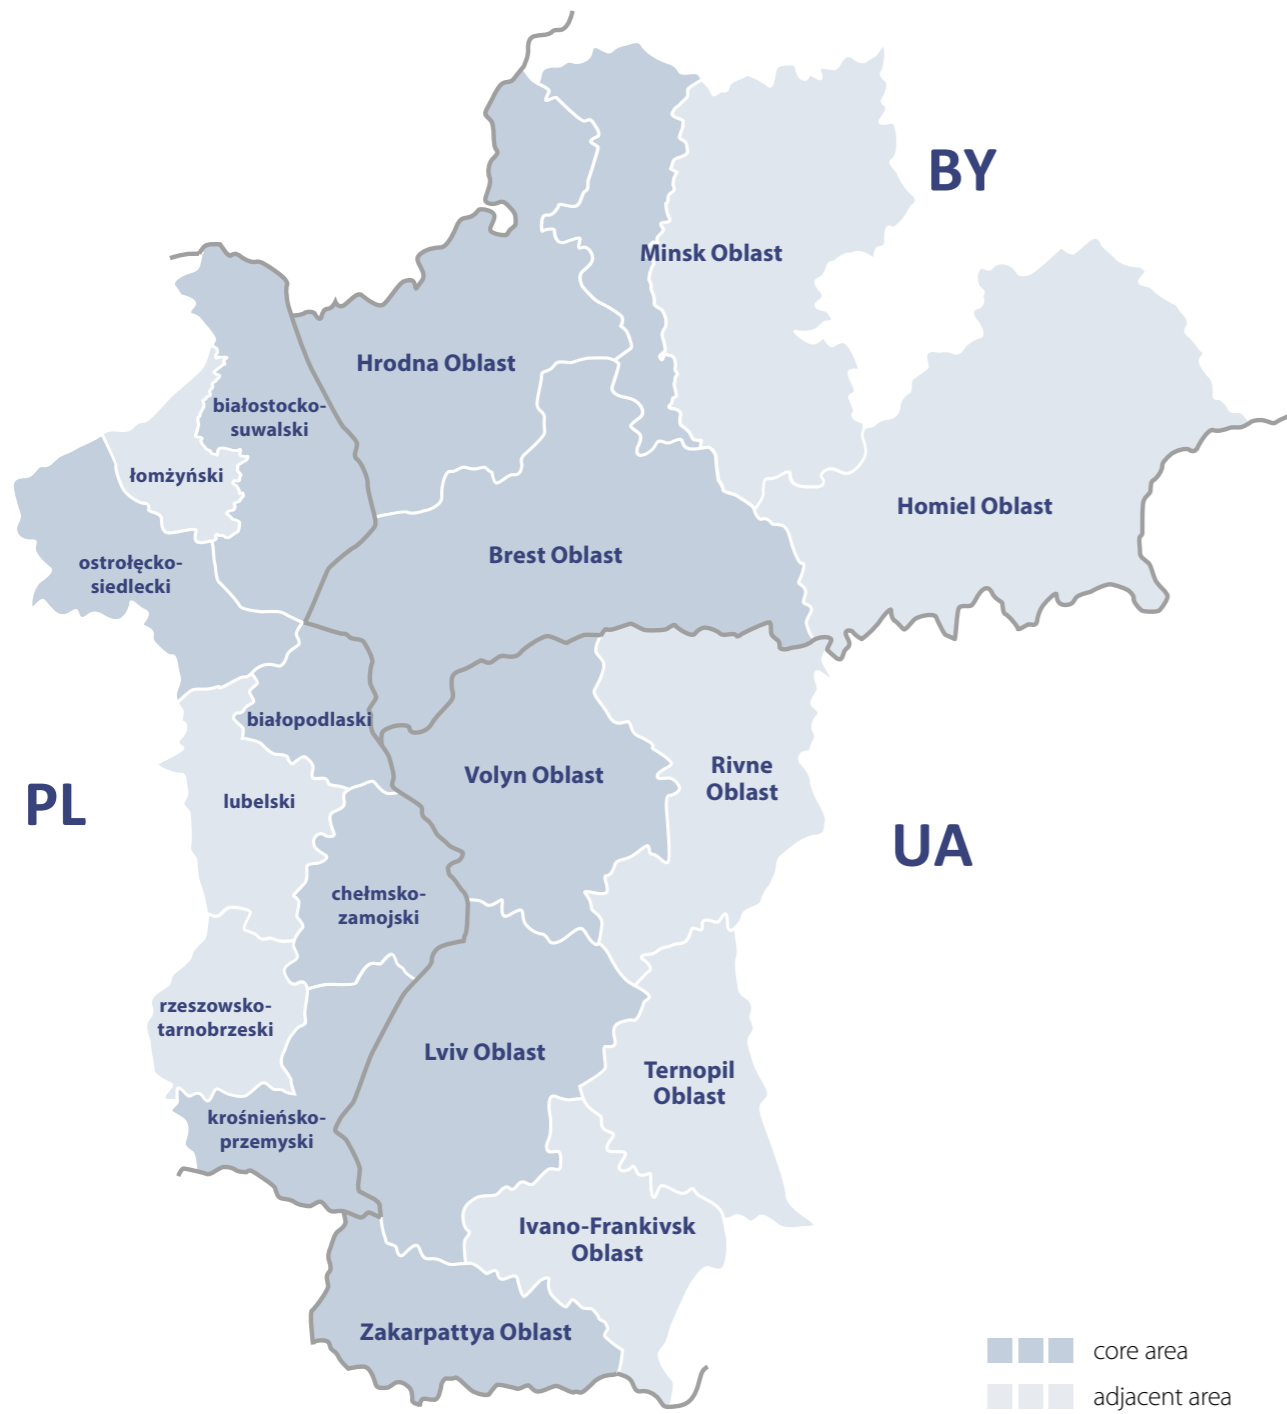 BY
Minsk Oblast
Hrodna Oblast
białostocko-
suwalski
łomżyński
Homiel Oblast
Brest Oblast
ostrołęcko-
siedlecki
białopodlaski
PL
Volyn Oblast
Rivne
Oblast
lubelski
UA
chełmsko-
zamojski
rzeszowsko-
tarnobrzeski
Lviv Oblast
Ternopil
Oblast
krośnieńsko-
przemyski
Ivano-Frankivsk
Oblast
Zakarpattya Oblast
core area
adjacent area